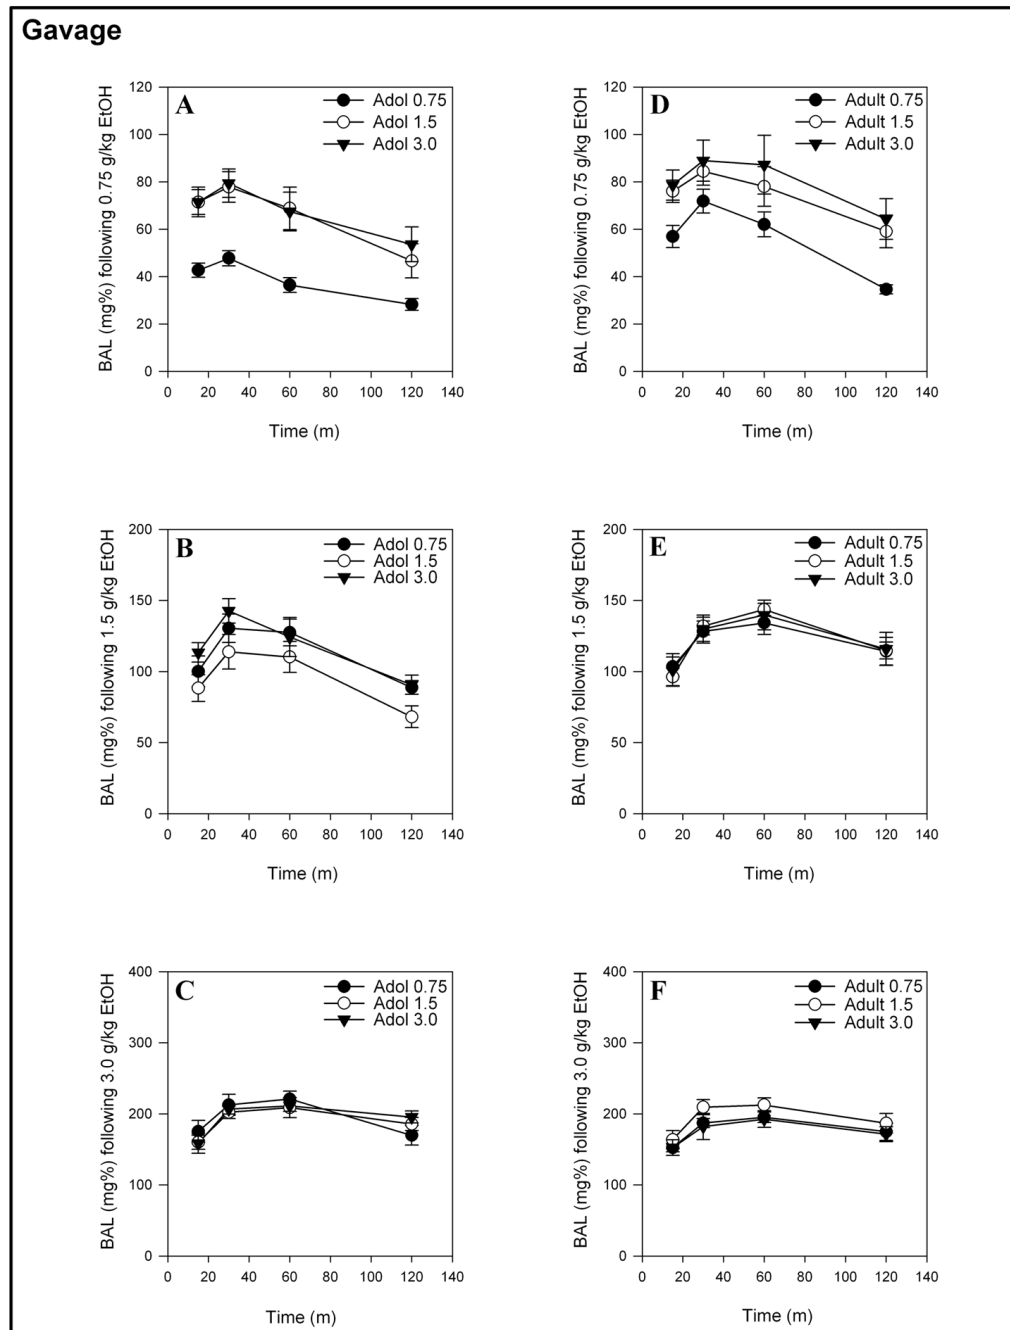 Gavage
A
BAL (mg%) following 0.75 g/kg EtOH
120
100
80
60
40
20
0
Adol 0.75
Adol 1.5
Adol 3.0
0 20 40 60 80 100 120 140
Time (m)
D
BAL (mg%) following 0.75 g/kg EtOH
120
100
80
60
40
20
0
Adult 0.75
Adult 1.5
Adult 3.0
0 20 40 60 80 100 120 140
Time (m)
B
BAL (mg%) following 1.5 g/kg EtOH
200
150
100
50
0
Adol 0.75
Adol 1.5
Adol 3.0
0 20 40 60 80 100 120 140
Time (m)
E
BAL (mg%) following 1.5 g/kg EtOH
200
150
100
50
0
Adult 0.75
Adult 1.5
Adult 3.0
0 20 40 60 80 100 120 140
Time (m)
C
BAL (mg%) following 3.0 g/kg EtOH
400
300
200
100
0
Adol 0.75
Adol 1.5
Adol 3.0
0 20 40 60 80 100 120 140
Time (m)
F
BAL (mg%) following 3.0 g/kg EtOH
400
300
200
100
0
Adult 0.75
Adult 1.5
Adult 3.0
0 20 40 60 80 100 120 140
Time (m)